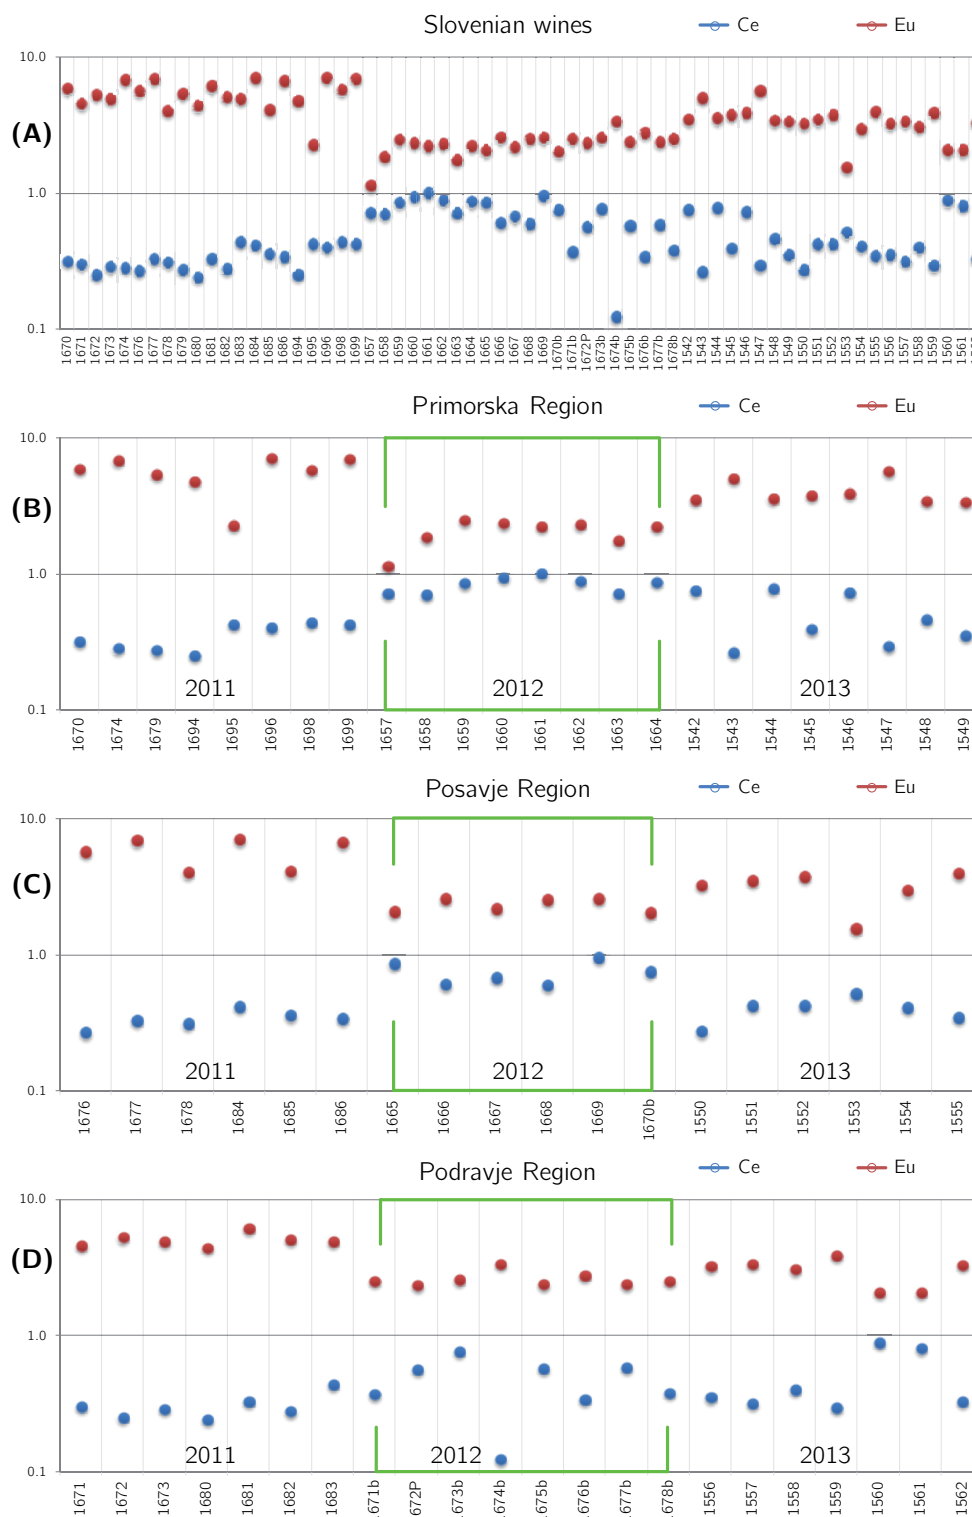 Slovenian wines
Ce Eu
(A)
10.0
1.0
0.1
1670 1671 1672 1673 1674 1676 1677 1678 1679 1680 1681 1682 1683 1684 1685 1686 1694 1695 1696 1698 1699 1657 1658 1659 1660 1661 1662 1663 1664 1665 1666 1667 1668 1669 1670b 1671b 1672P 1673b 1674b 1675b 1676b 1677b 1678b 1542 1543 1544 1545 1546 1547 1548 1549 1550 1551 1552 1553 1554 1555 1556 1557 1558 1559 1560 1561
Primorska Region
Ce Eu
(B)
10.0
1.0
0.1
2011 2012 2013
1670 1674 1679 1694 1695 1696 1698 1699 1657 1658 1659 1660 1661 1662 1663 1664 1542 1543 1544 1545 1546 1547 1548 1549
Posavje Region
Ce Eu
(C)
10.0
1.0
0.1
2011 2012 2013
1676 1677 1678 1684 1685 1686 1665 1666 1667 1668 1669 1670b 1550 1551 1552 1553 1554 1555
Podravje Region
Ce Eu
(D)
10.0
1.0
0.1
2011 2012 2013
1671 1672 1673 1680 1681 1682 1683 1671b 1672P 1673b 1674b 1675b 1676b 1677b 1678b 1556 1557 1558 1559 1560 1561 1562